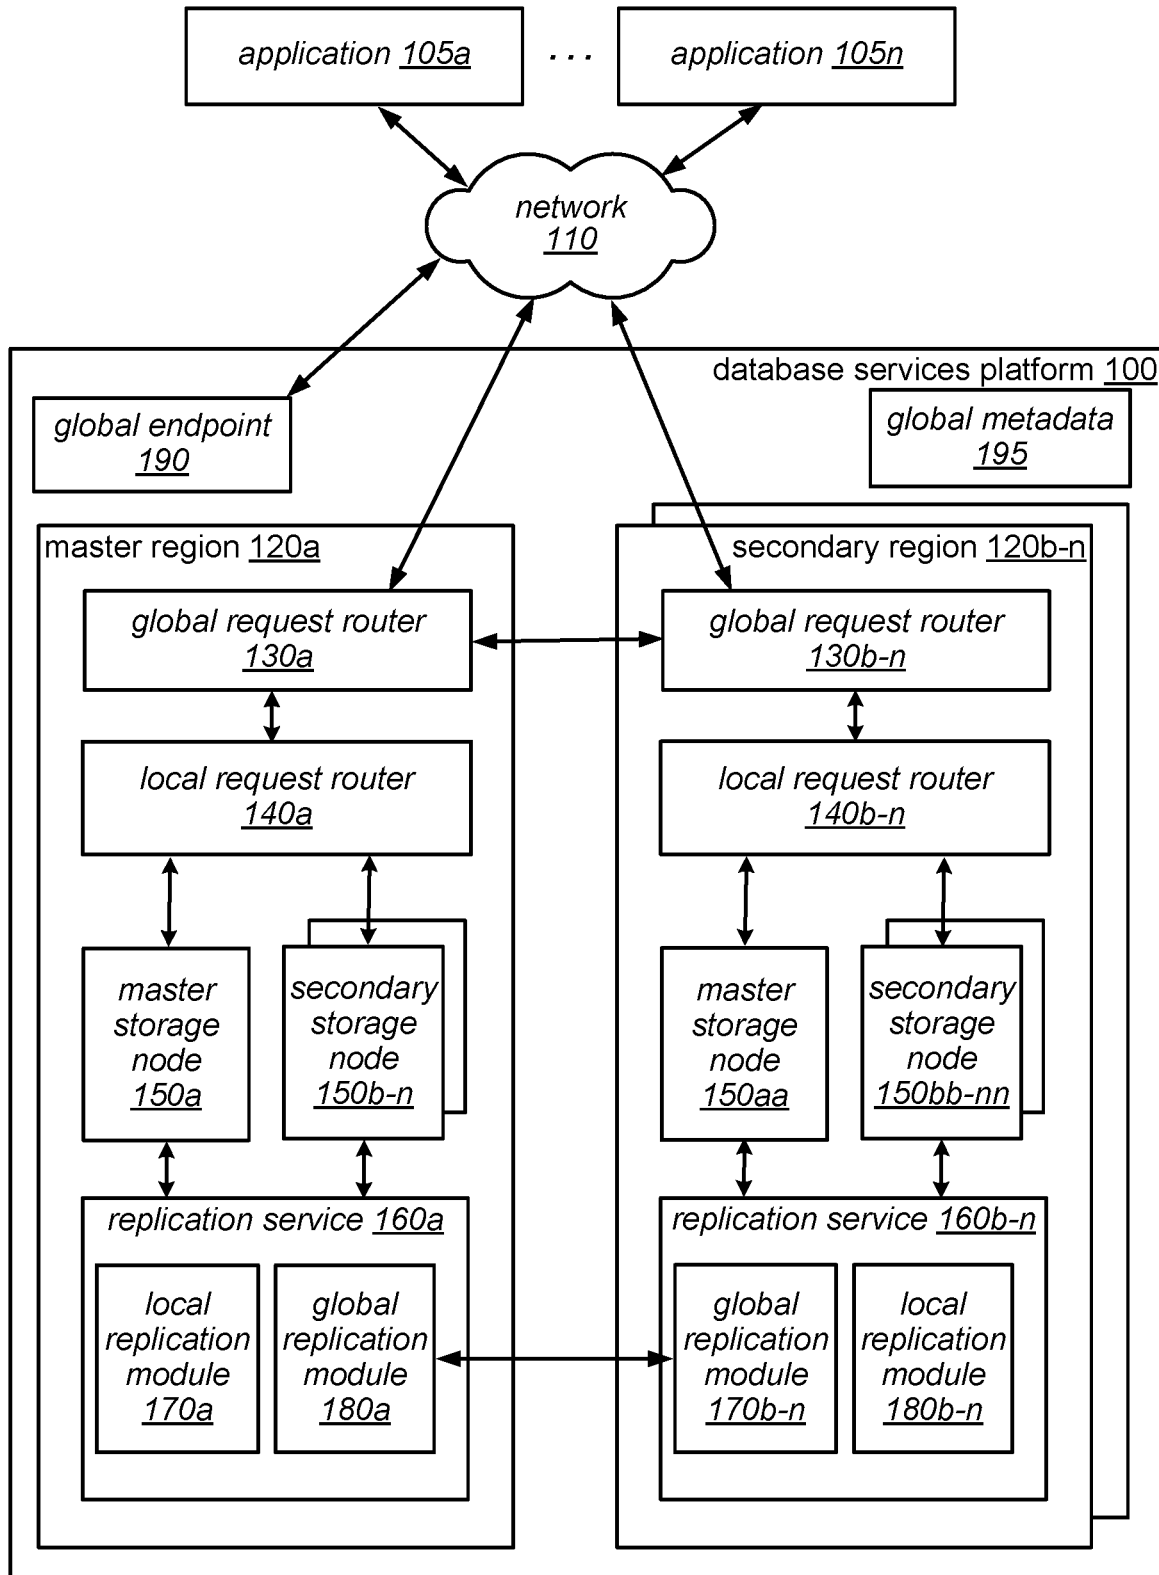 application 105a
. . .
application 105n
network
110
database services platform 100
global endpoint
190
global metadata
195
master region 120a
secondary region 120b-n
global request router
130a
global request router
130b-n
local request router
140a
local request router
140b-n
master
storage
node
150a
secondary
storage
node
150b-n
master
storage
node
150aa
secondary
storage
node
150bb-nn
replication service 160a
replication service 160b-n
local
replication
module
170a
global
replication
module
180a
global
replication
module
170b-n
local
replication
module
180b-n